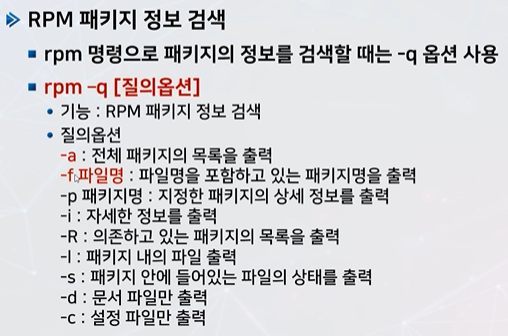 RPM 패키지 정보 검색
rpm 명령으로 패키지의 정보를 검색할 때는 -q 옵션 사용
rpm –q [질의옵션]
기능 : RPM 패키지 정보 검색
질의옵션
-a : 전체 패키지의 목록을 출력
-f 파일명 : 파일명을 포함하고 있는 패키지명을 출력
-p 패키지명 : 지정한 패키지의 상세 정보를 출력
-i : 자세한 정보를 출력
-R : 의존하고 있는 패키지의 목록을 출력
-l : 패키지 내의 파일 출력
-s : 패키지 안에 들어있는 파일의 상태를 출력
-d : 문서 파일만 출력
-c : 설정 파일만 출력